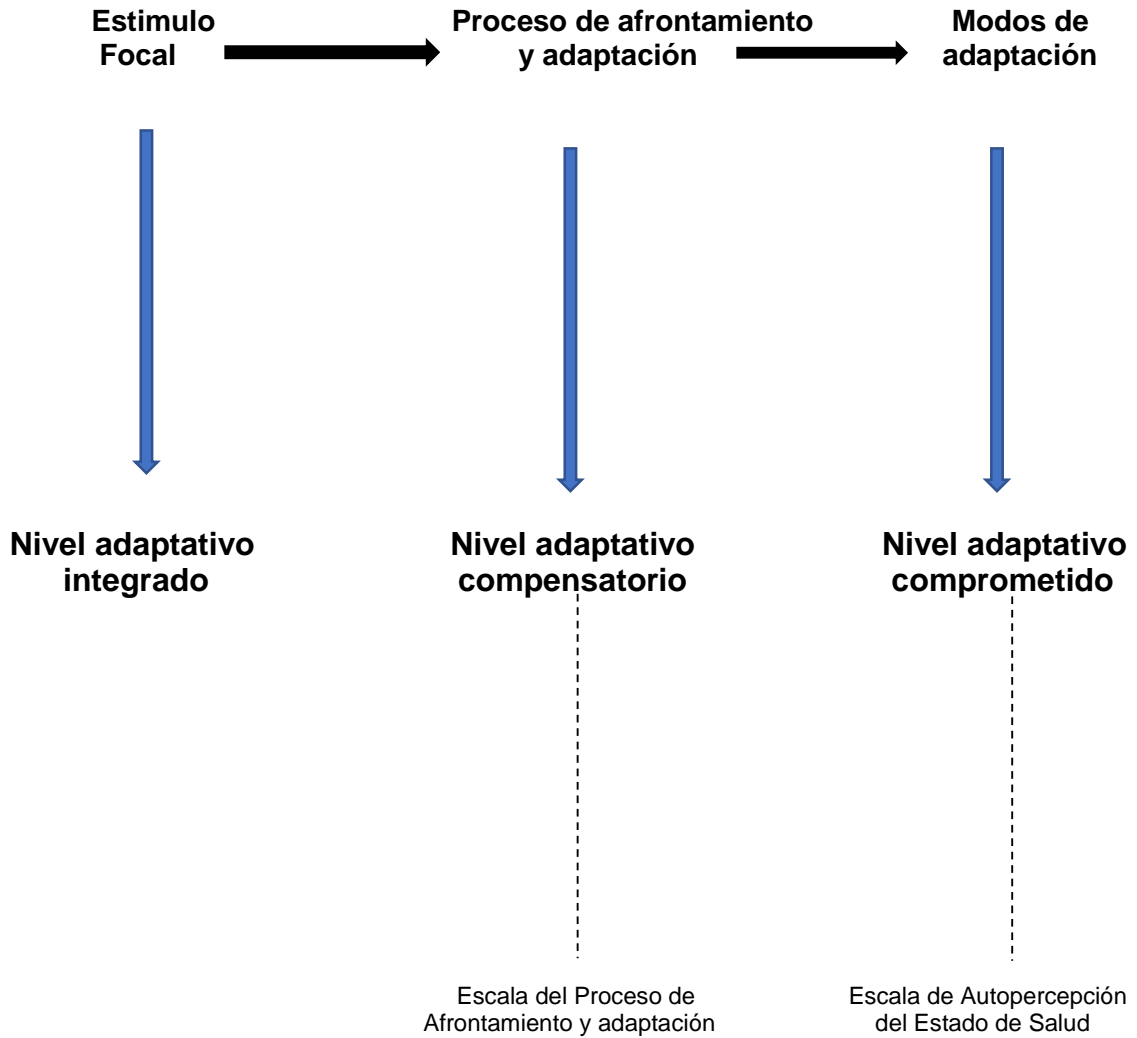 Estimulo
Focal
Proceso de afrontamiento
y adaptación
Modos de
adaptación
Nivel adaptativo
integrado
Nivel adaptativo
compensatorio
Nivel adaptativo
comprometido
Escala del Proceso de
Afrontamiento y adaptación
Escala de Autopercepción
del Estado de Salud